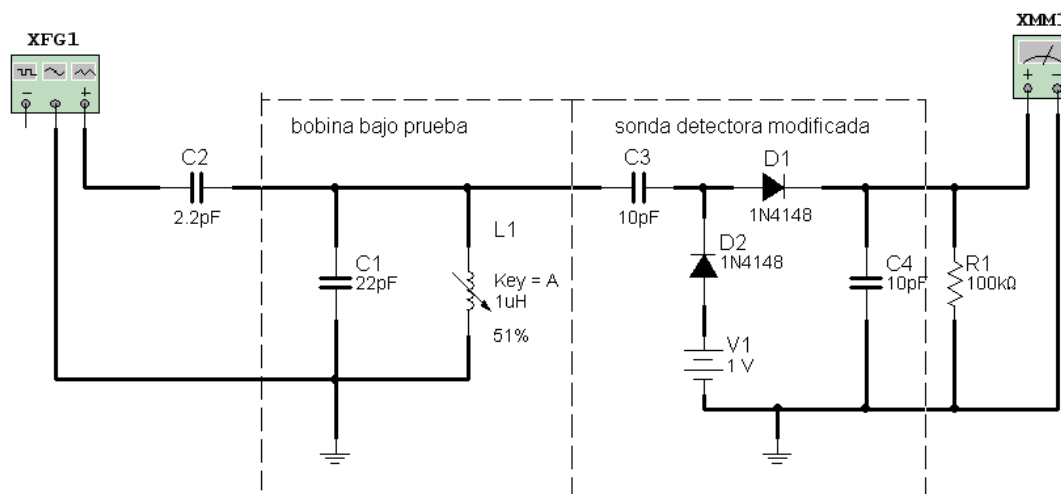 XFG1
XMM1
bobina bajo prueba
sonda detectora modificada
C2
2.2pF
C3
10pF
D1
1N4148
L1
D2
1N4148
C1
22pF
Key = A
1uH
51%
C4
10pF
R1
100kΩ
V1
1 V